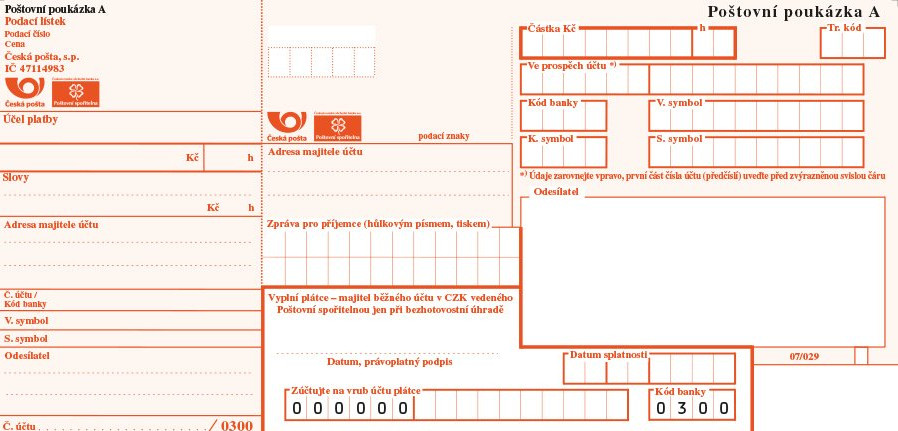 Poštovní poukázka A
Podací lístek
Podací číslo
Cena
Česká pošta, s.p.
IČ 47114983
Česká pošta
Poštovní spořitelna
Účel platby
Kč h
Slovy
Kč h
Adresa majitele účtu
Č. účtu /
Kód banky
V. symbol
S. symbol
Odesílatel
Č. účtu / 0300
Česká pošta
Poštovní spořitelna
podací znaky
Adresa majitele účtu
Zpráva pro příjemce (hůlkovým písmem, tiskem)
Vyplní plátce – majitel běžného účtu v CZK vedeného
Poštovní spořitelnou jen při bezhotovostní úhradě
Datum, právoplatný podpis
Zúčtujte na vrub účtu plátce
0 0 0 0 0 0
Poštovní poukázka A
Částka Kč h
Tr. kód
Ve prospěch účtu *)
Kód banky
V. symbol
K. symbol
S. symbol
*) Údaje zarovnejte vpravo, první část čísla účtu (předčíslí) uveďte před zvýrazněnou svislou čáru
Odesílatel
Datum splatnosti
07/029
Kód banky
0 3 0 0